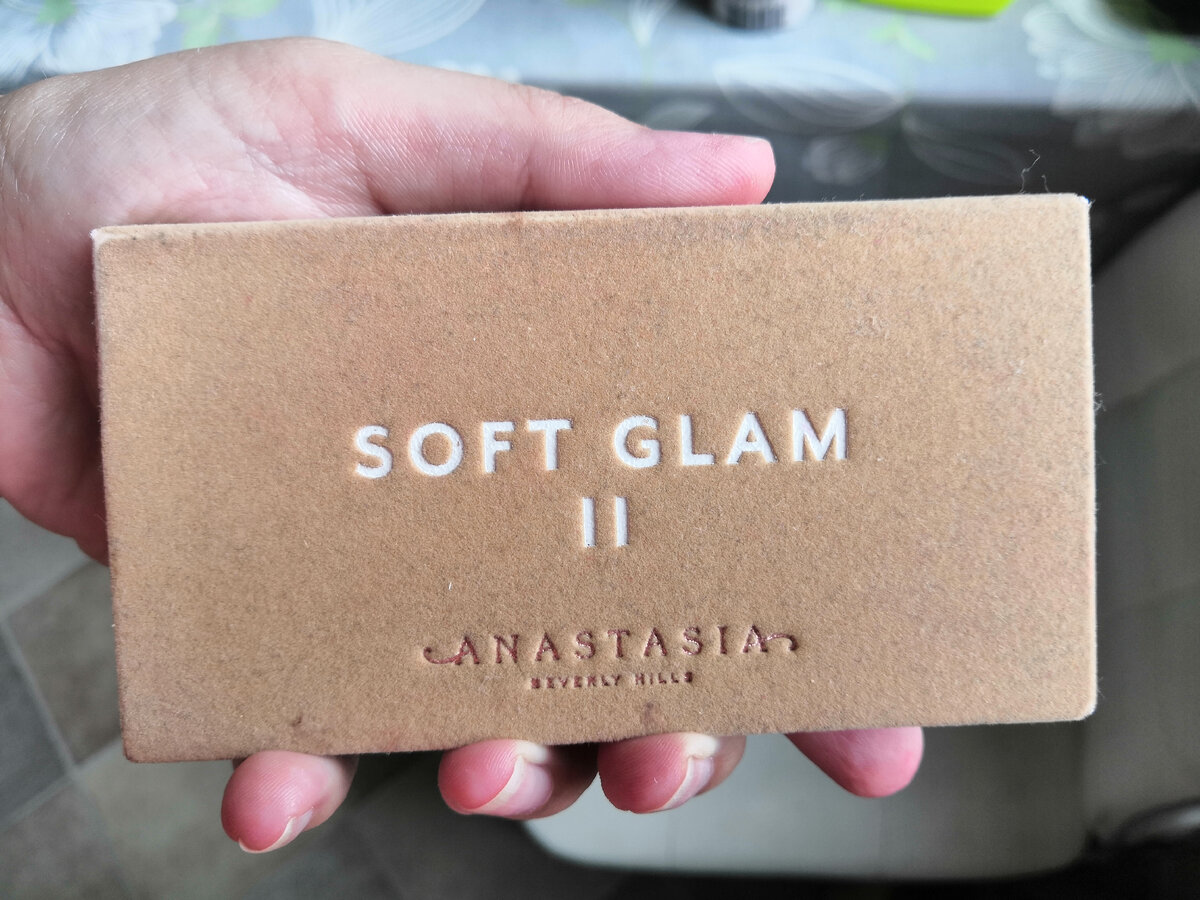 SOFT GLAM
II
ANASTASIA
BEVERLY HILLS